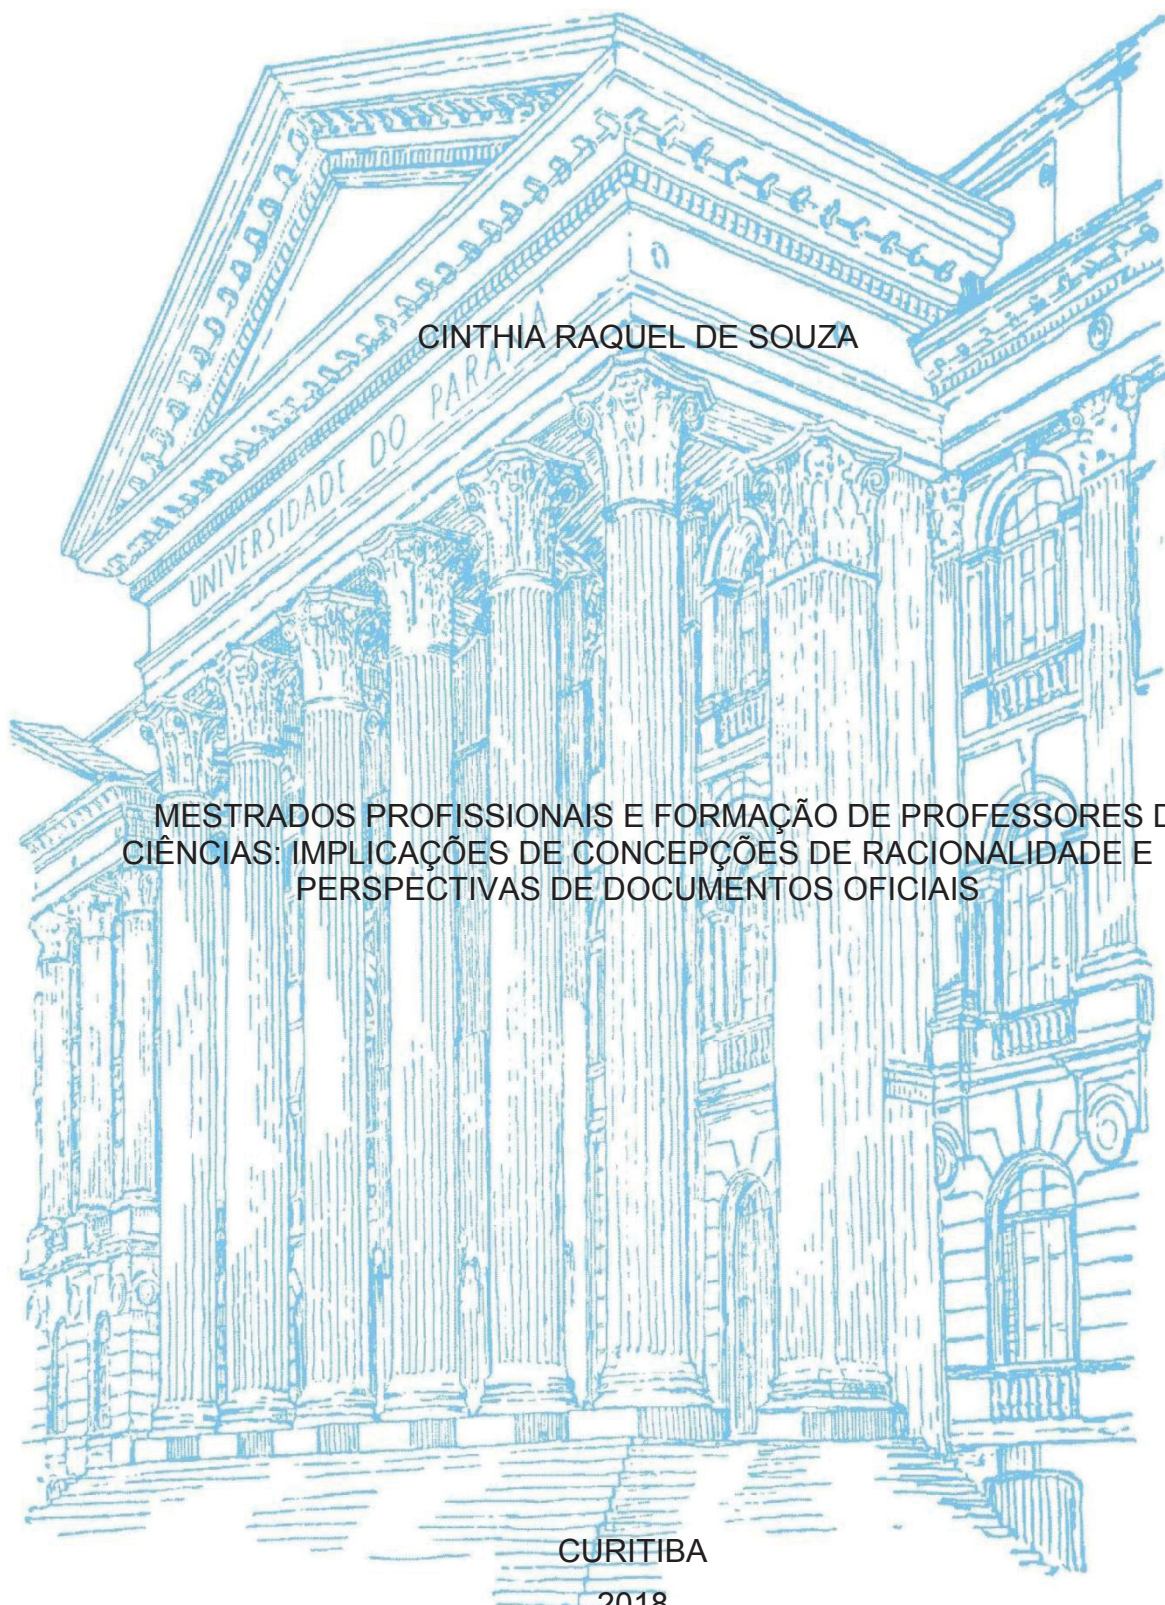 CINTHIA RAQUEL DE SOUZA
UNIVERSIDADE DO PARANÁ
MESTRADOS PROFISSIONAIS E FORMAÇÃO DE PROFESSORES D
CIÊNCIAS: IMPLICAÇÕES DE CONCEPÇÕES DE RACIONALIDADE E
PERSPECTIVAS DE DOCUMENTOS OFICIAIS
CURITIBA
2018